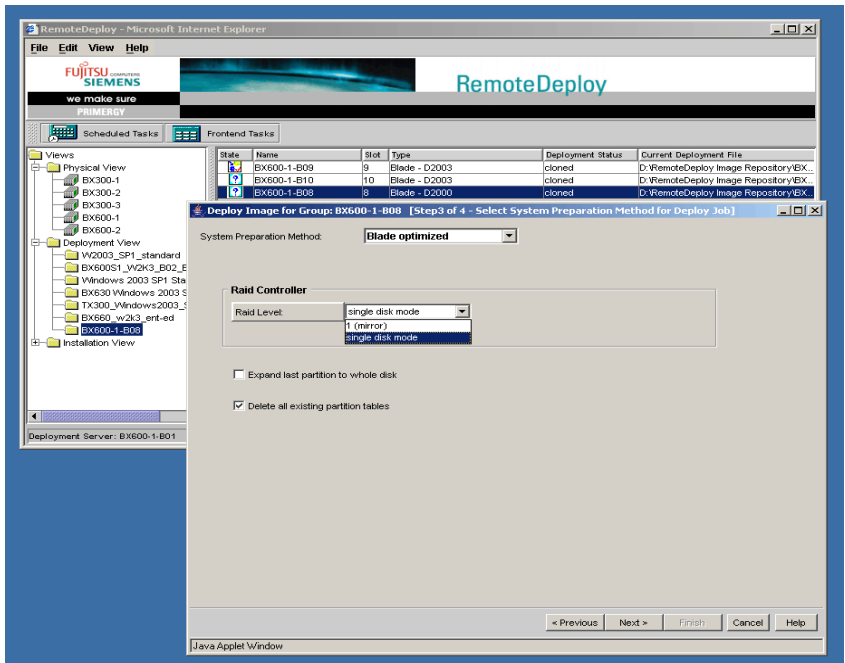 RemoteDeploy - Microsoft Internet Explorer
File Edit View Help
FUJITSU COMPUTERS
SIEMENS
RemoteDeploy
we make sure
PRIMERGY
Scheduled Tasks Frontend Tasks
Views
Physical View
BX300-1
BX300-2
BX300-3
BX600-1
BX600-2
Deployment View
W2003_SP1_standard
BX600S1_W2K3_B02_E
Windows 2003 SP1 Sta
BX630 Windows 2003 S
TX300_Windows2003_S
BX660_w2k3_ent-ed
BX600-1-B08
Installation View
Deployment Server: BX600-1-B01
State Name Slot Type Deployment Status Current Deployment File
BX600-1-B09 9 Blade - D2003 cloned D:\RemoteDeploy Image Repository\BX...
BX600-1-B10 10 Blade - D2003 cloned D:\RemoteDeploy Image Repository\BX...
BX600-1-B08 8 Blade - D2000 cloned D:\RemoteDeploy Image Repository\BX...
Deploy Image for Group: BX600-1-B08 [Step3 of 4 - Select System Preparation Method for Deploy Job]
System Preparation Method: Blade optimized
Raid Controller
Raid Level: single disk mode
1 (mirror)
single disk mode
Expand last partition to whole disk
Delete all existing partition tables
< Previous Next > Finish Cancel Help
Java Applet Window